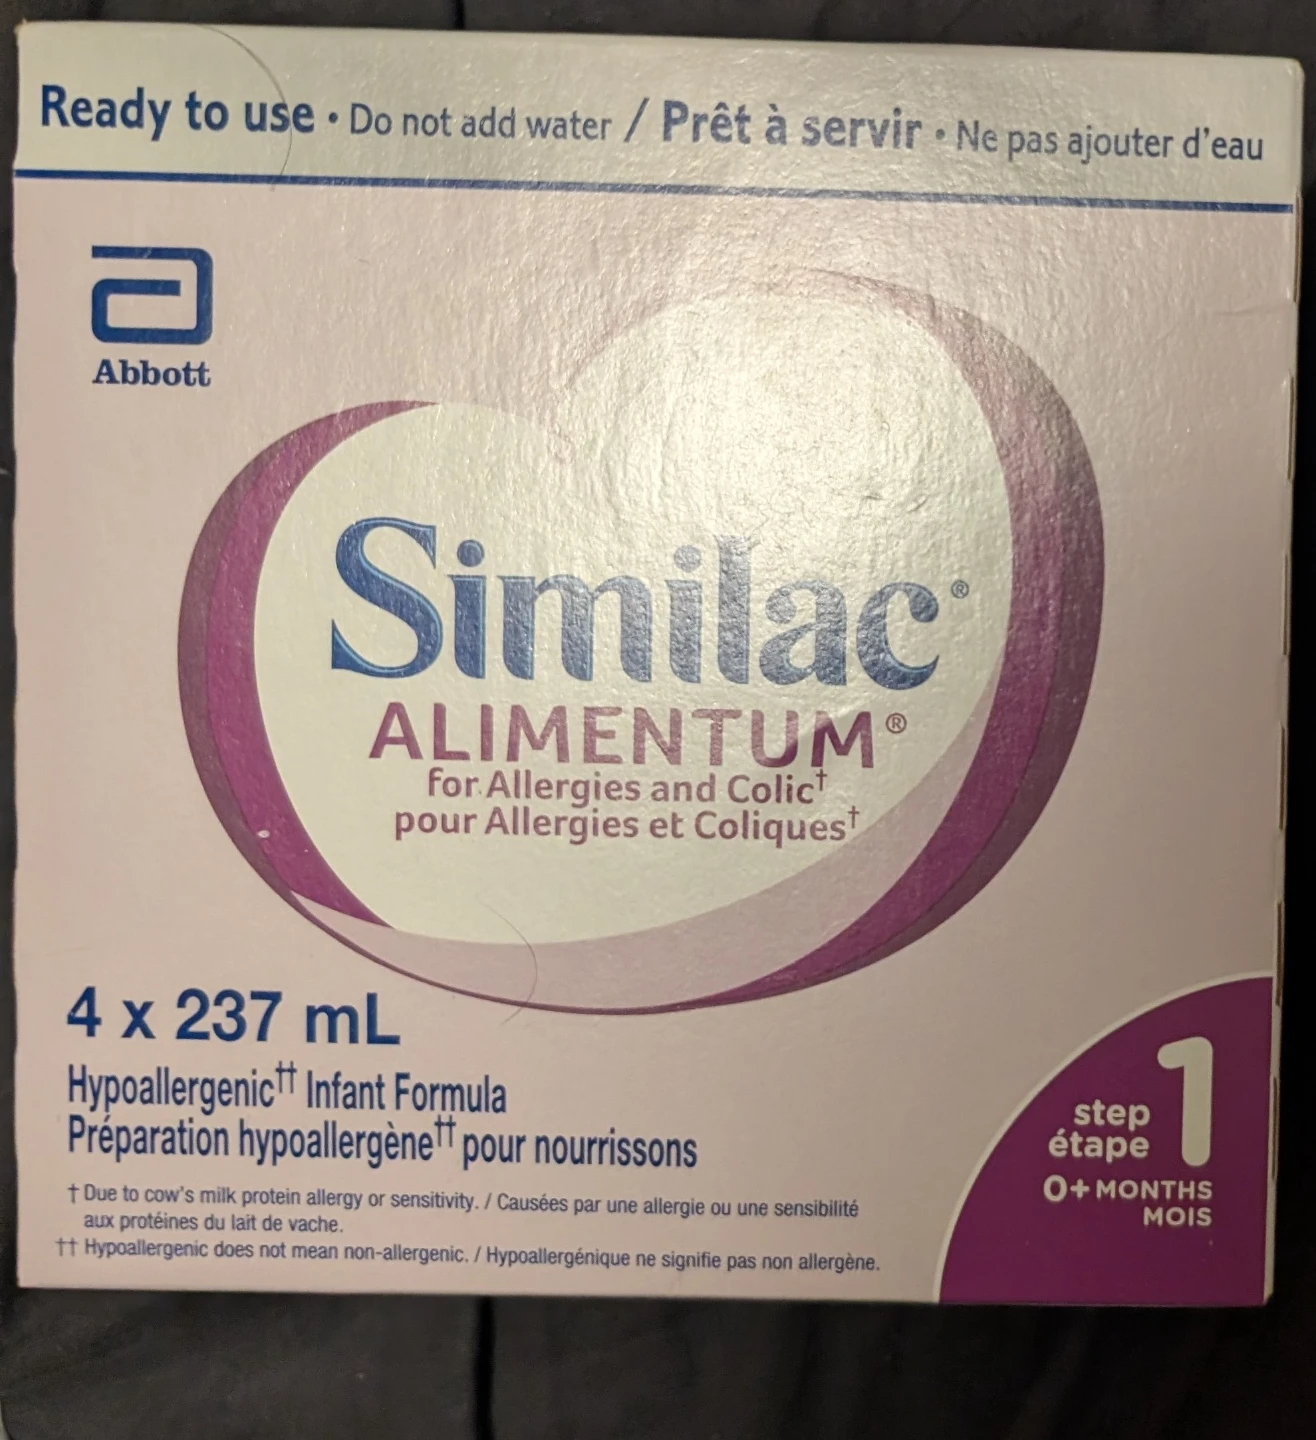 Ready to use • Do not add water / Prêt à servir • Ne pas ajouter d'eau
Abbott
Similac®
ALIMENTUM®
for Allergies and Colic†
pour Allergies et Coliques†
4 x 237 mL
Hypoallergenic†† Infant Formula
Préparation hypoallergène†† pour nourrissons
† Due to cow's milk protein allergy or sensitivity. / Causées par une allergie ou une sensibilité
aux protéines du lait de vache.
†† Hypoallergenic does not mean non-allergenic. / Hypoallergénique ne signifie pas non allergène.
step 1
étape
0+ MONTHS
MOIS